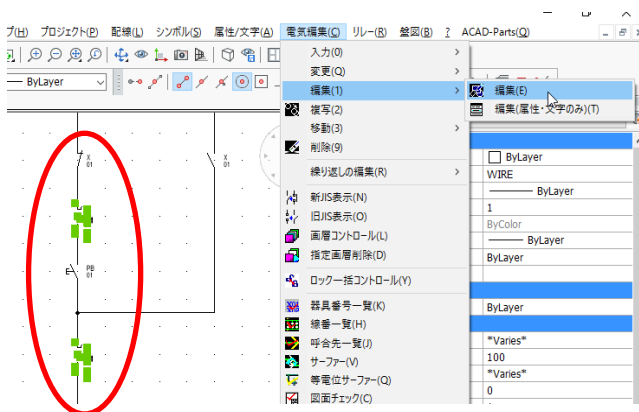 プ(H) プロジェクト(P) 配線(L) シンボル(S) 属性/文字(A) 電気編集(C) リレー(R) 盤図(B) ? ACAD-Parts(Q)
ByLayer
入力(0)
変更(Q)
編集(1)
複写(2)
移動(3)
削除(9)
繰り返しの編集(R)
新JIS表示(N)
旧JIS表示(O)
画層コントロール(L)
指定画層削除(D)
ロック一括コントロール(Y)
器具番号一覧(K)
線番一覧(H)
呼合先一覧(J)
サーファー(V)
等電位サーファー(Q)
図面チェック(C)
編集(E)
編集(属性・文字のみ)(T)
ByLayer
WIRE
ByLayer
1
ByColor
ByLayer
ByLayer
ByLayer
*Varies*
100
*Varies*
0
X
01
X
01
PB
01